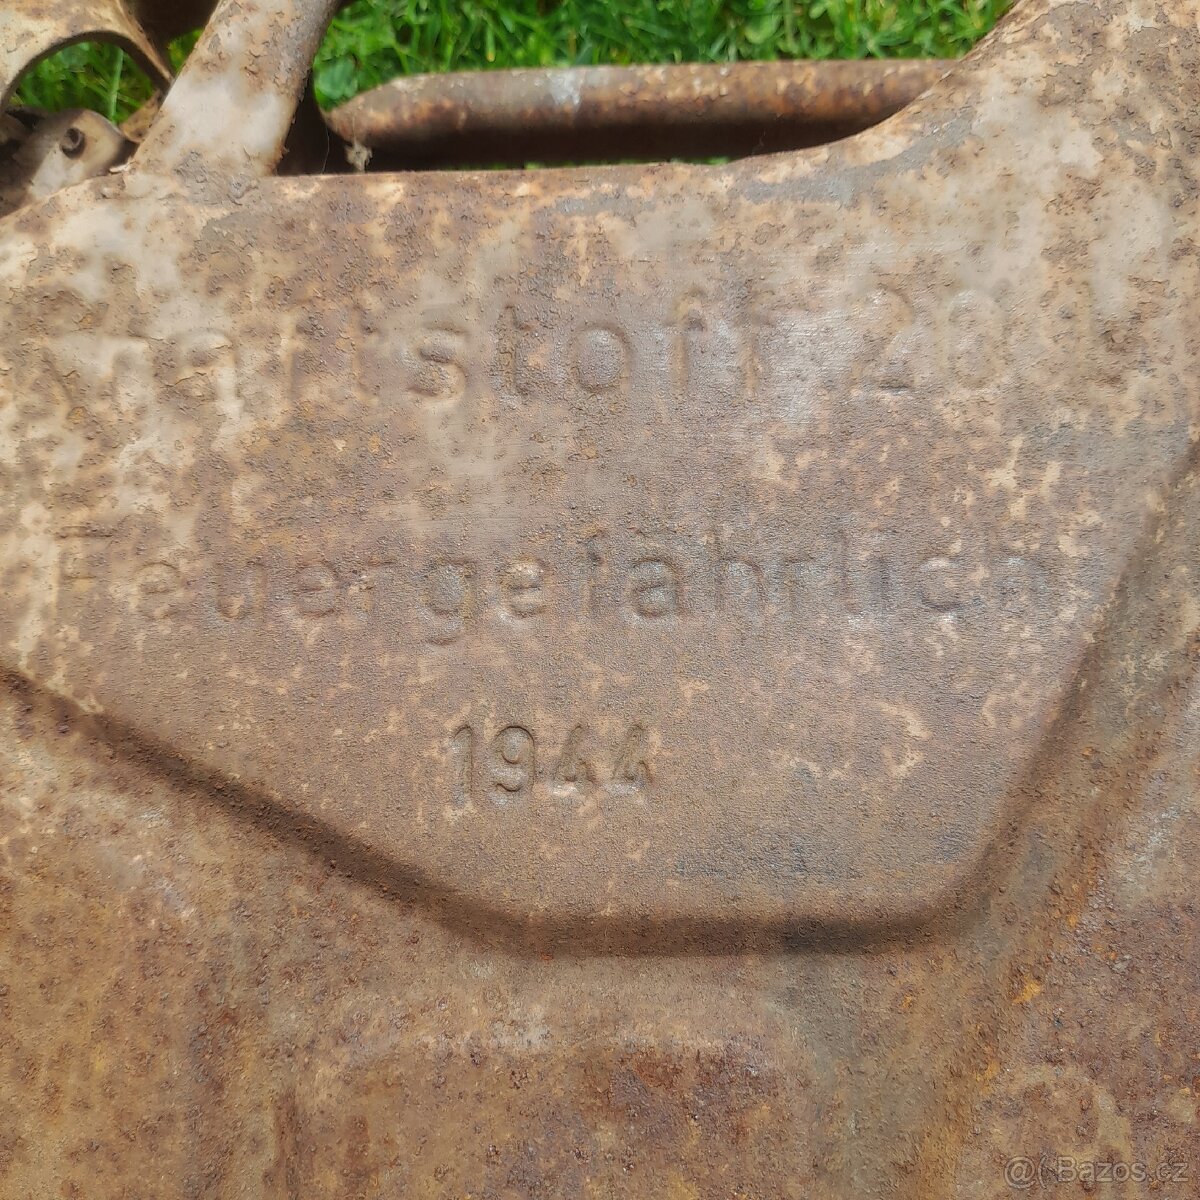 Kraftstoff 20 L
Feuergefährlich
1944
@( Bazos.cz